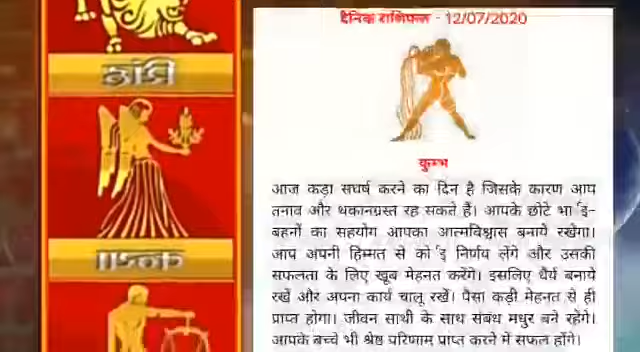 दैनिक राशिफल - 12/07/2020
कुम्भ
आज कड़ा सघर्ष करने का दिन है जिसके कारण आप
तनाव और थकानग्रस्त रह सकते हैं। आपके छोटे भा ॅइ-
बहनों का सहयोग आपका आत्मविश्वास बनाये रखेगा।
आप अपनी हिम्मत से को ॅइ निर्णय लेंगे और उसकी
सफलता के लिए खूब मेहनत करेंगे। इसलिए धैर्य बनाये
रखें और अपना कार्य चालू रखें। पैसा कड़ी मेहनत से ही
प्राप्त होगा। जीवन साथी के साथ संबंध मधुर बने रहेंगे।
आपके बच्चे भी श्रेष्ठ परिणाम प्राप्त करने में सफल होंगे।